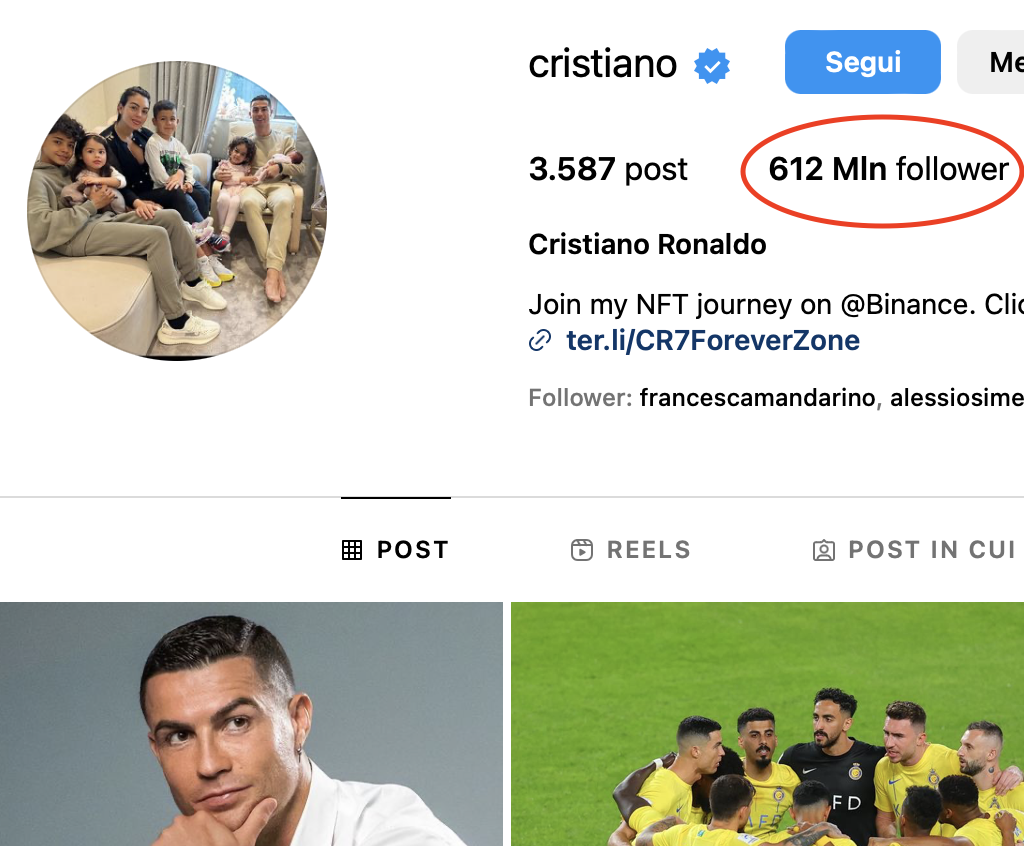 cristiano
Segui
3.587 post
612 Mln follower
Cristiano Ronaldo
Join my NFT journey on @Binance.
ter.li/CR7ForeverZone
Follower: francescamandarino,
POST
REELS
POST IN